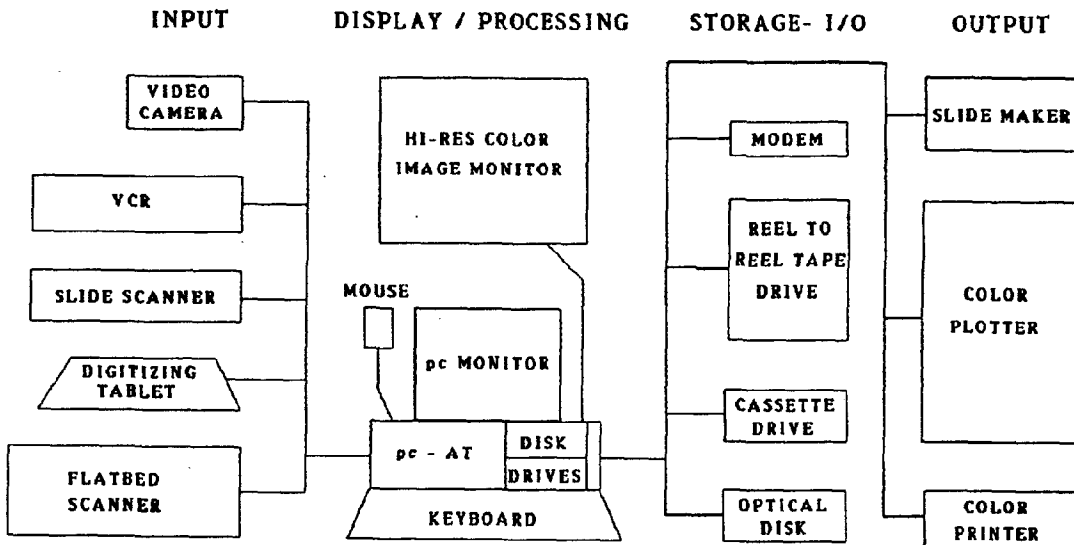 INPUT
DISPLAY / PROCESSING
STORAGE- I/O
OUTPUT
VIDEO
CAMERA
VCR
SLIDE SCANNER
DIGITIZING
TABLET
FLATBED
SCANNER
HI-RES COLOR
IMAGE MONITOR
MOUSE
pc MONITOR
pc - AT
DISK
DRIVES
KEYBOARD
MODEM
REEL TO
REEL TAPE
DRIVE
CASSETTE
DRIVE
OPTICAL
DISK
SLIDE MAKER
COLOR
PLOTTER
COLOR
PRINTER